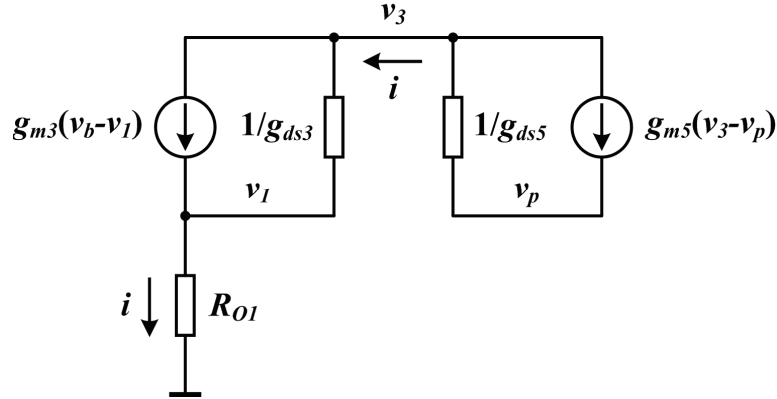 v3
i
gm3(vb-v1)
1/gds3
1/gds5
gm5(v3-vp)
v1
vp
i
RO1